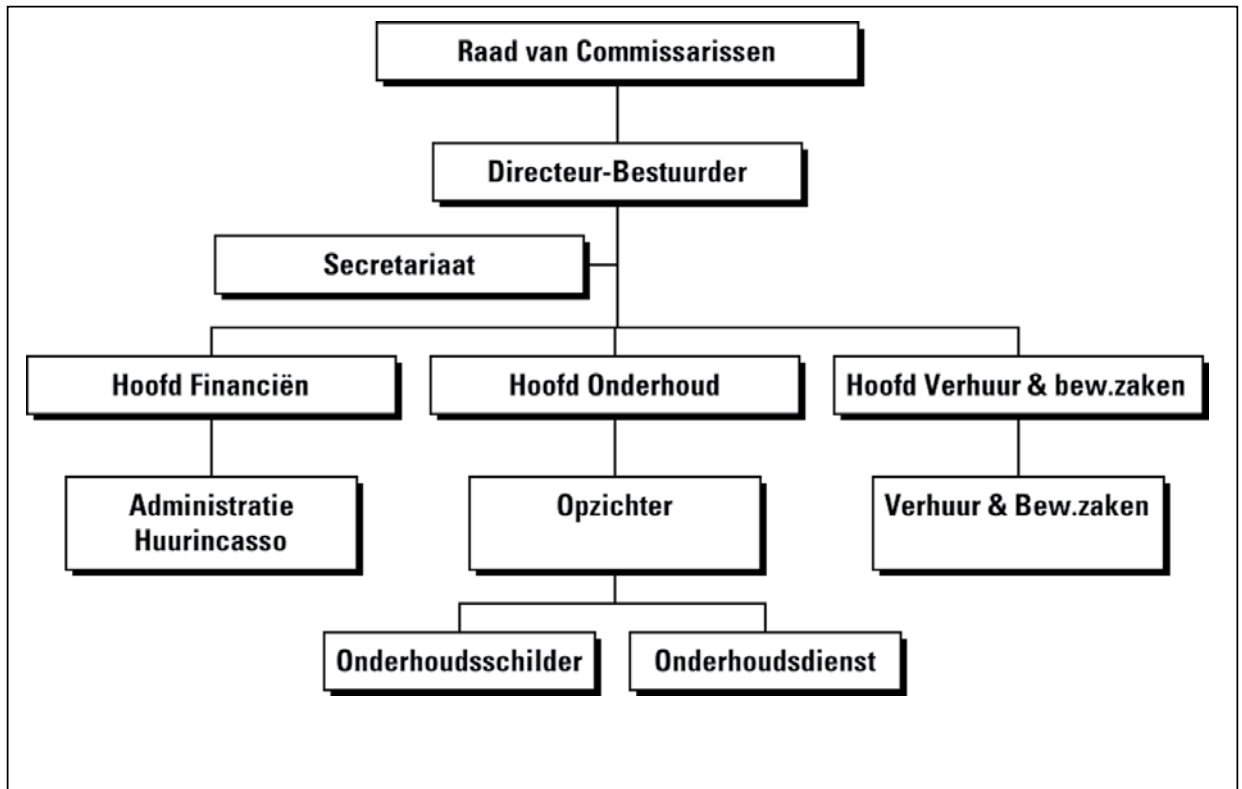 Raad van Commissarissen
Directeur-Bestuurder
Secretariaat
Hoofd Financiën
Hoofd Onderhoud
Hoofd Verhuur & bew.zaken
Administratie
Huurincasso
Opzichter
Verhuur & Bew.zaken
Onderhoudsschilder
Onderhoudsdienst